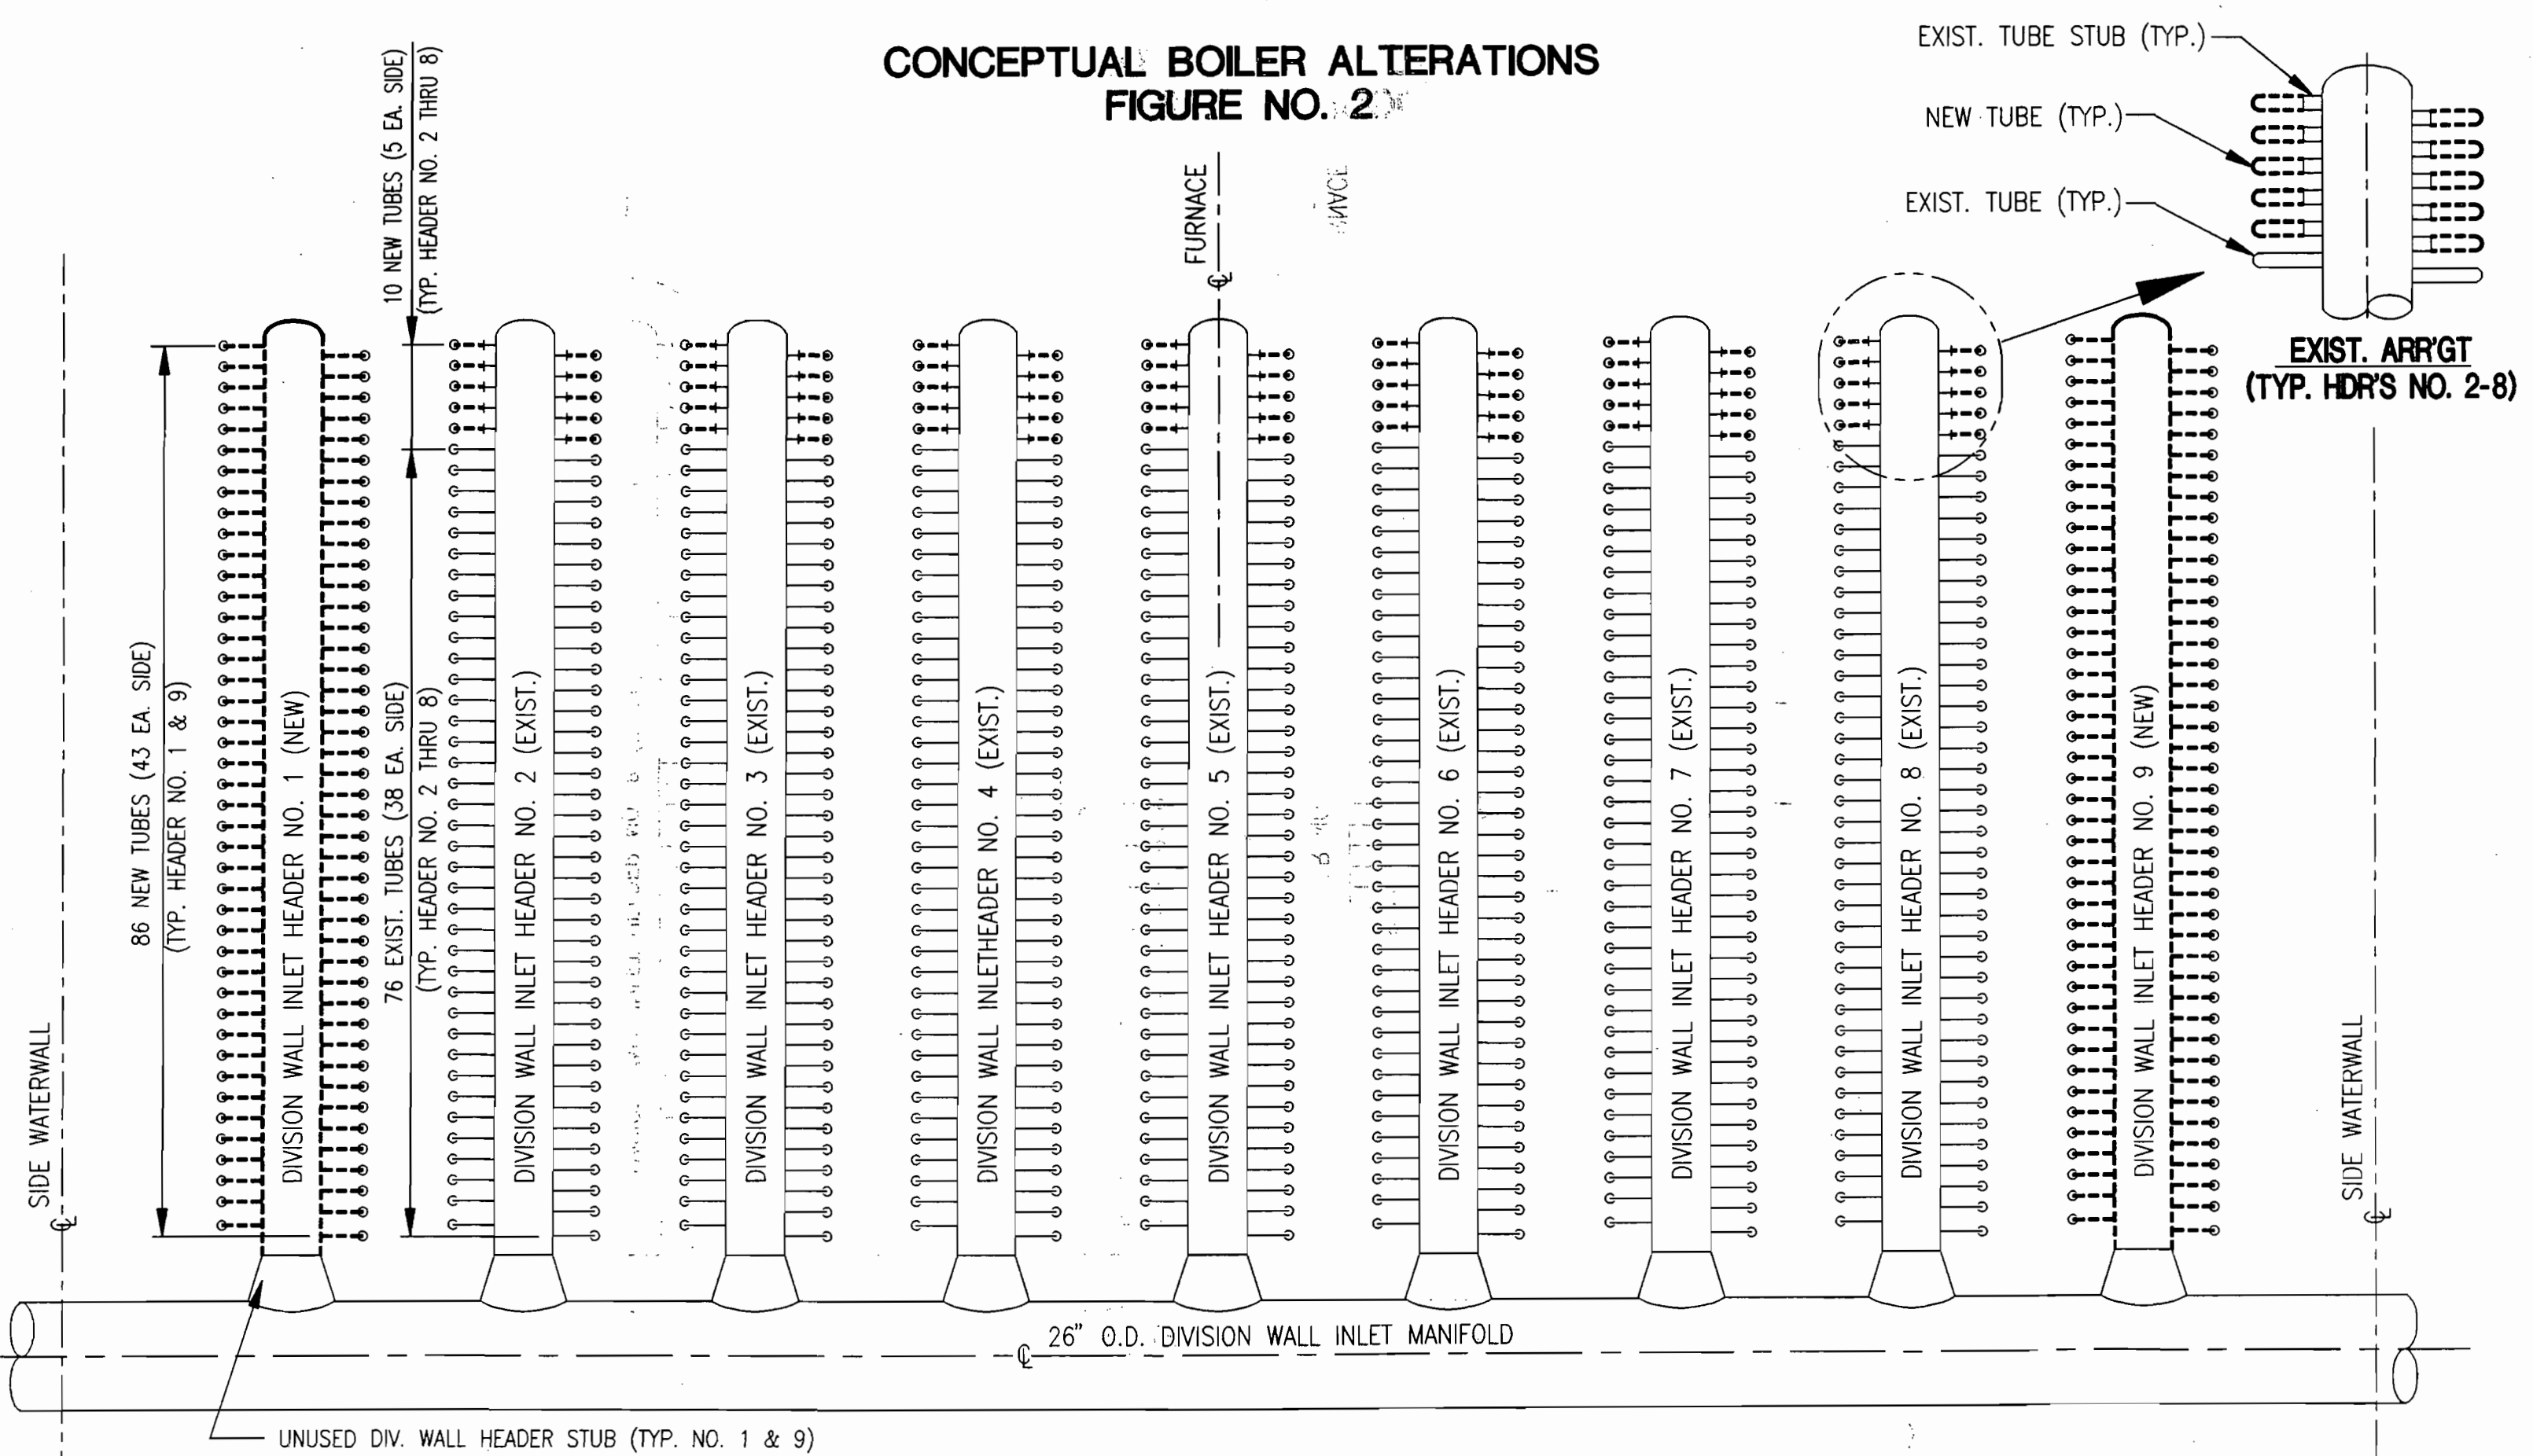 CONCEPTUAL BOILER ALTERATIONS
FIGURE NO. 2
EXIST. TUBE STUB (TYP.)
NEW TUBE (TYP.)
EXIST. TUBE (TYP.)
EXIST. ARR'GT
(TYP. HDR'S NO. 2-8)
10 NEW TUBES (5 EA. SIDE)
(TYP. HEADER NO. 2 THRU 8)
FURNACE
℄
86 NEW TUBES (43 EA. SIDE)
(TYP. HEADER NO. 1 & 9)
76 EXIST. TUBES (38 EA. SIDE)
(TYP. HEADER NO. 2 THRU 8)
SIDE WATERWALL
℄
DIVISION WALL INLET HEADER NO. 1 (NEW)
DIVISION WALL INLET HEADER NO. 2 (EXIST.)
DIVISION WALL INLET HEADER NO. 3 (EXIST.)
DIVISION WALL INLETHEADER NO. 4 (EXIST.)
DIVISION WALL INLET HEADER NO. 5 (EXIST.)
DIVISION WALL INLET HEADER NO. 6 (EXIST.)
DIVISION WALL INLET HEADER NO. 7 (EXIST.)
DIVISION WALL INLET HEADER NO. 8 (EXIST.)
DIVISION WALL INLET HEADER NO. 9 (NEW)
SIDE WATERWALL
℄
℄ 26" O.D. DIVISION WALL INLET MANIFOLD
UNUSED DIV. WALL HEADER STUB (TYP. NO. 1 & 9)